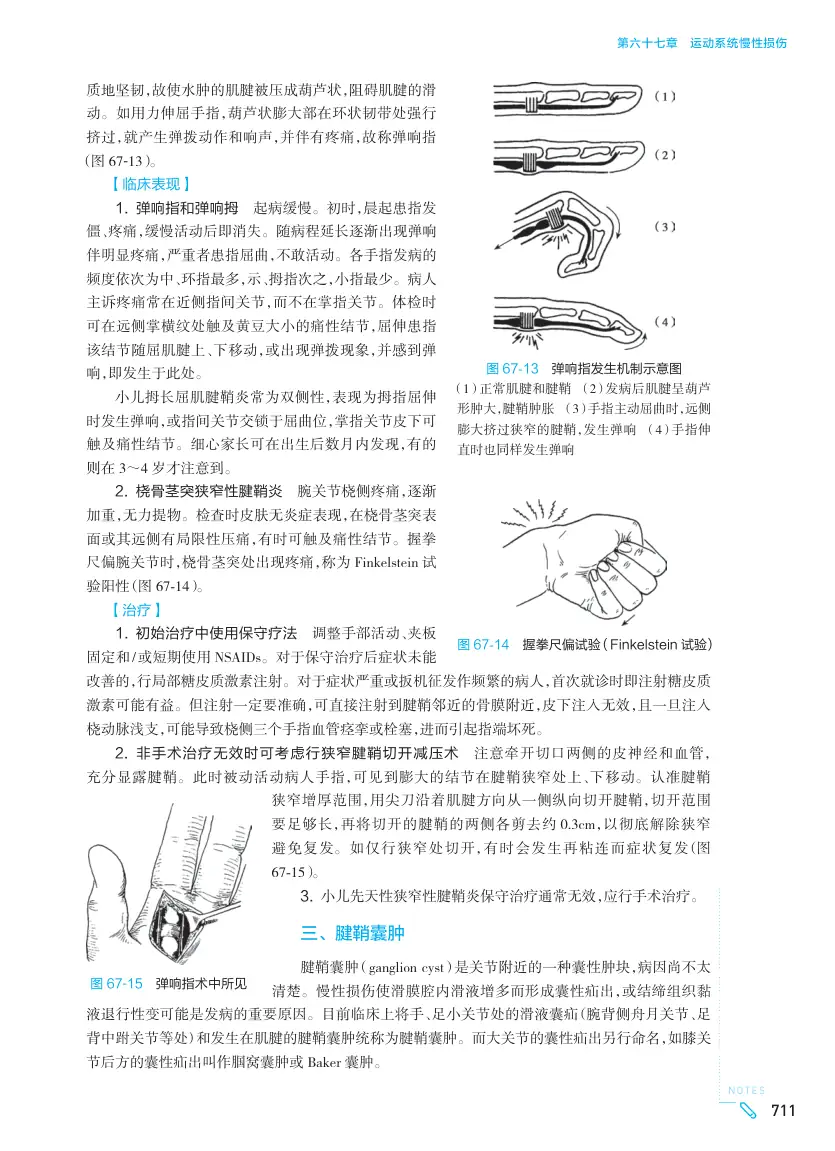 第六十七章 运动系统慢性损伤
质地坚韧,故使水肿的肌腱被压成葫芦状,阻碍肌腱的滑
动。如用力伸屈手指,葫芦状膨大部在环状韧带处强行
挤过,就产生弹拨动作和响声,并伴有疼痛,故称弹响指
(图 67-13)。
【临床表现】
1. 弹响指和弹响拇 起病缓慢。初时,晨起患指发
僵、疼痛,缓慢活动后即消失。随病程延长逐渐出现弹响
伴明显疼痛,严重者患指屈曲,不敢活动。各手指发病的
频度依次为中、环指最多,示、拇指次之,小指最少。病人
主诉疼痛常在近侧指间关节,而不在掌指关节。体检时
可在远侧掌横纹处触及黄豆大小的痛性结节,屈伸患指
该结节随屈肌腱上、下移动,或出现弹拨现象,并感到弹
响,即发生于此处。
小儿拇长屈肌腱鞘炎常为双侧性,表现为拇指屈伸
时发生弹响,或指间关节交锁于屈曲位,掌指关节皮下可
触及痛性结节。细心家长可在出生后数月内发现,有的
则在 3～4 岁才注意到。
2. 桡骨茎突狭窄性腱鞘炎 腕关节桡侧疼痛,逐渐
加重,无力提物。检查时皮肤无炎症表现,在桡骨茎突表
面或其远侧有局限性压痛,有时可触及痛性结节。握拳
尺偏腕关节时,桡骨茎突处出现疼痛,称为 Finkelstein 试
验阳性(图 67-14)。
【治疗】
1. 初始治疗中使用保守疗法 调整手部活动、夹板
固定和/或短期使用 NSAIDs。对于保守治疗后症状未能
(1)
(2)
(3)
(4)
图 67-13 弹响指发生机制示意图
(1)正常肌腱和腱鞘 (2)发病后肌腱呈葫芦
形肿大,腱鞘肿胀 (3)手指主动屈曲时,远侧
膨大挤过狭窄的腱鞘,发生弹响 (4)手指伸
直时也同样发生弹响
图 67-14 握拳尺偏试验(Finkelstein 试验)
改善的,行局部糖皮质激素注射。对于症状严重或扳机征发作频繁的病人,首次就诊时即注射糖皮质
激素可能有益。但注射一定要准确,可直接注射到腱鞘邻近的骨膜附近,皮下注入无效,且一旦注入
桡动脉浅支,可能导致桡侧三个手指血管痉挛或栓塞,进而引起指端坏死。
2. 非手术治疗无效时可考虑行狭窄腱鞘切开减压术 注意牵开切口两侧的皮神经和血管,
充分显露腱鞘。此时被动活动病人手指,可见到膨大的结节在腱鞘狭窄处上、下移动。认准腱鞘
狭窄增厚范围,用尖刀沿着肌腱方向从一侧纵向切开腱鞘,切开范围
要足够长,再将切开的腱鞘的两侧各剪去约 0.3cm,以彻底解除狭窄
避免复发。如仅行狭窄处切开,有时会发生再粘连而症状复发(图
67-15)。
3. 小儿先天性狭窄性腱鞘炎保守治疗通常无效,应行手术治疗。
图 67-15 弹响指术中所见
三、腱鞘囊肿
腱鞘囊肿(ganglion cyst)是关节附近的一种囊性肿块,病因尚不太
清楚。慢性损伤使滑膜腔内滑液增多而形成囊性疝出,或结缔组织黏
液退行性变可能是发病的重要原因。目前临床上将手、足小关节处的滑液囊疝(腕背侧舟月关节、足
背中跗关节等处)和发生在肌腱的腱鞘囊肿统称为腱鞘囊肿。而大关节的囊性疝出另行命名,如膝关
节后方的囊性疝出叫作腘窝囊肿或 Baker 囊肿。
NOTES
711